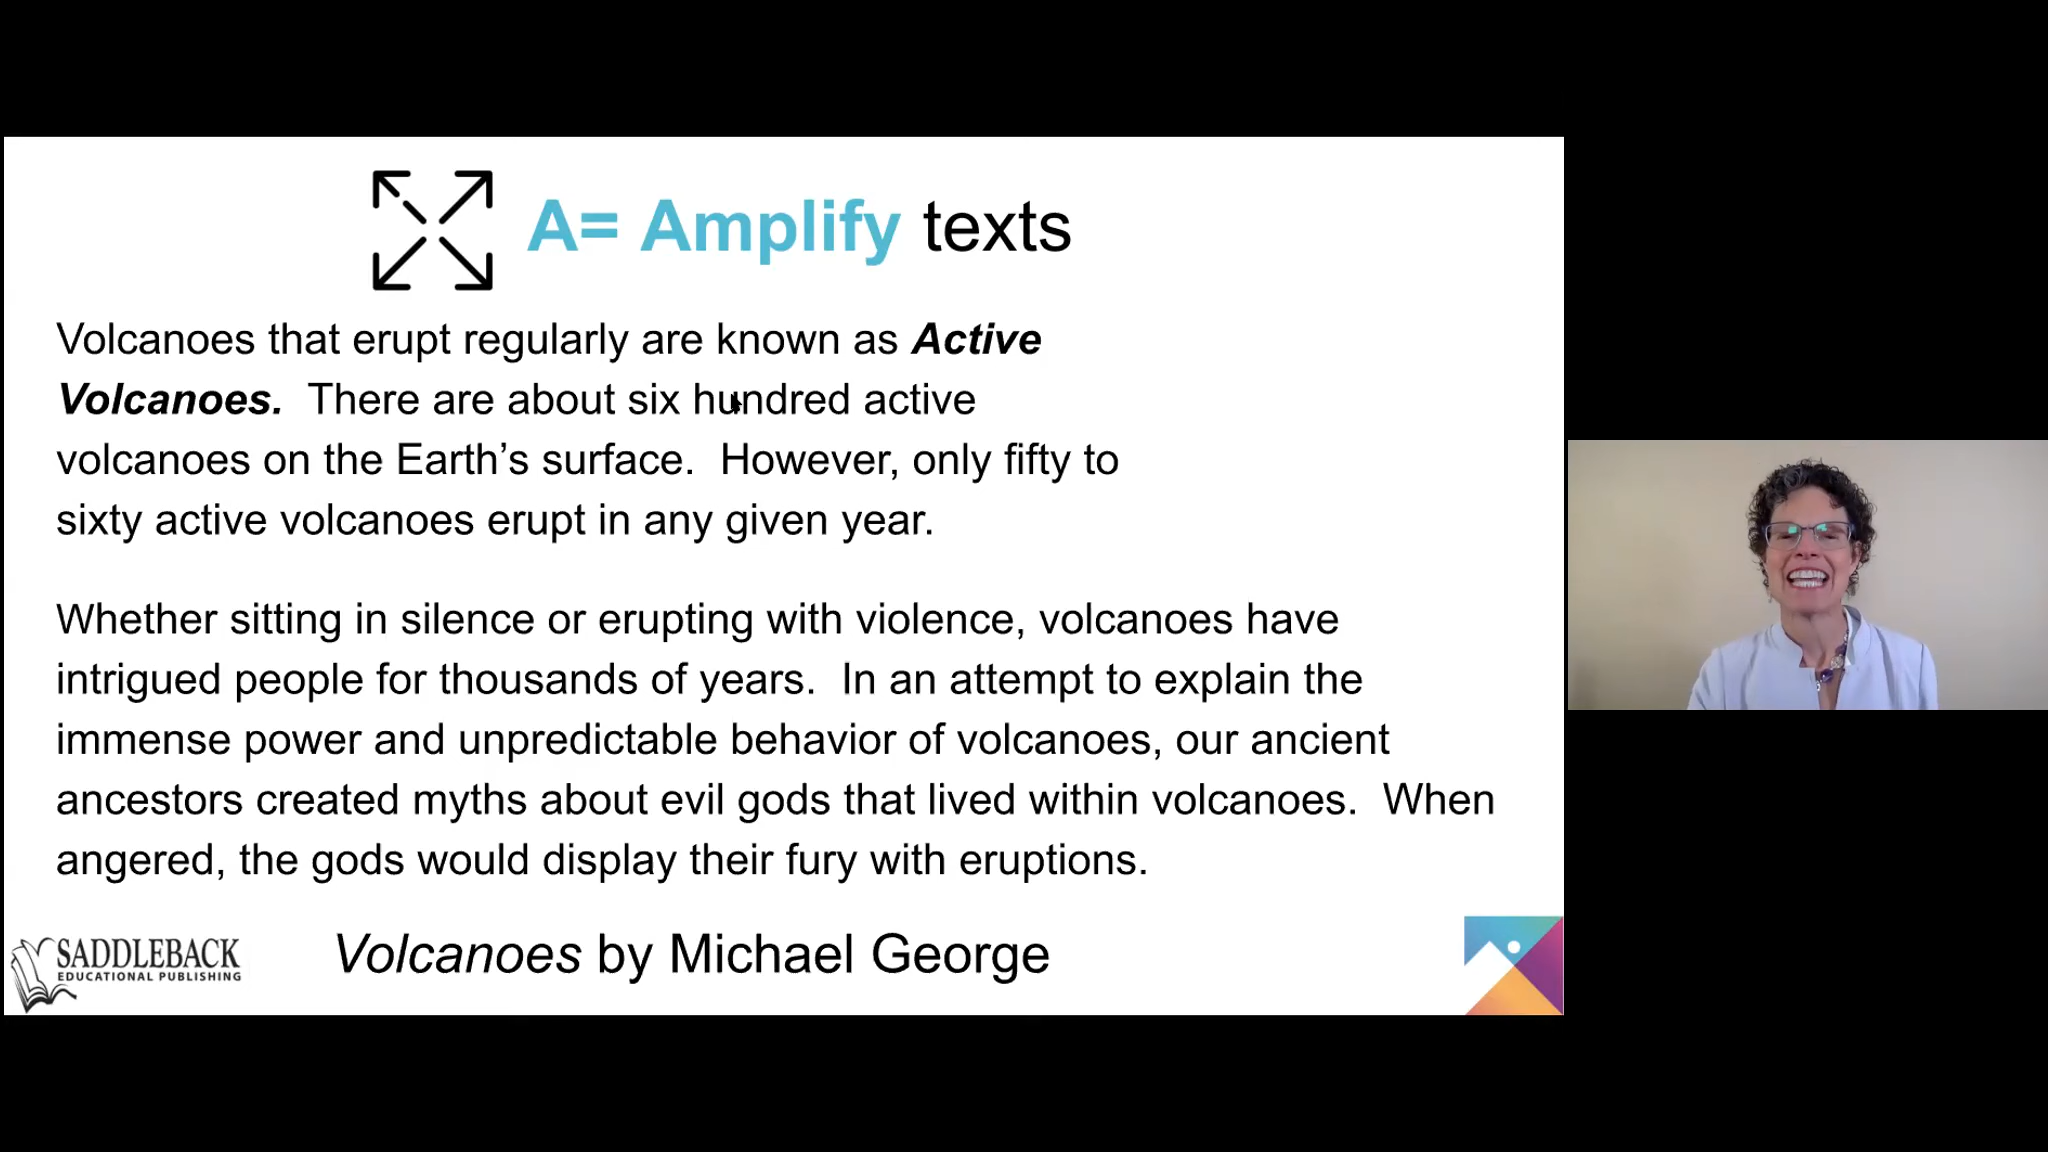 A= Amplify texts
Volcanoes that erupt regularly are known as Active
Volcanoes.  There are about six hundred active
volcanoes on the Earth’s surface.  However, only fifty to
sixty active volcanoes erupt in any given year.
Whether sitting in silence or erupting with violence, volcanoes have
intrigued people for thousands of years.  In an attempt to explain the
immense power and unpredictable behavior of volcanoes, our ancient
ancestors created myths about evil gods that lived within volcanoes.  When
angered, the gods would display their fury with eruptions.
SADDLEBACK
EDUCATIONAL PUBLISHING
Volcanoes by Michael George